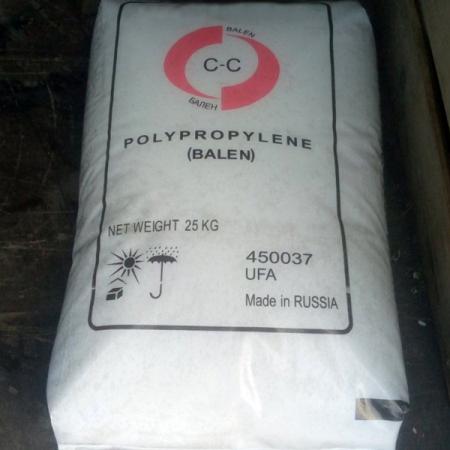 BALEN
C-C
БАЛЕН
POLYPROPYLENE
(BALEN)
NET WEIGHT 25 KG
450037
UFA
Made in RUSSIA